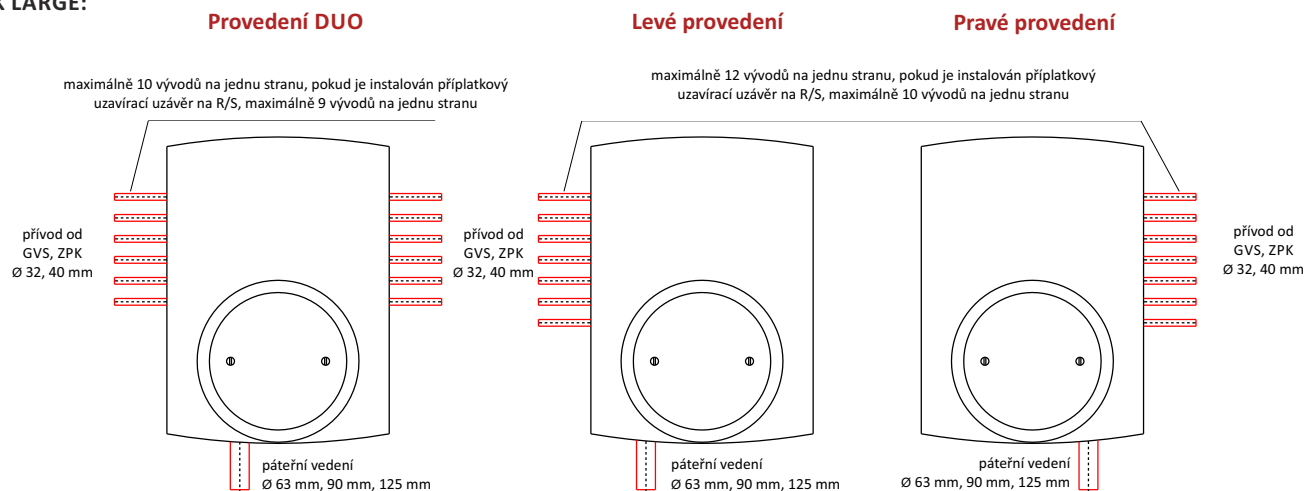 K LARGE:
Provedení DUO
Levé provedení
Pravé provedení
maximálně 10 vývodů na jednu stranu, pokud je instalován příplatkový
uzavírací uzávěr na R/S, maximálně 9 vývodů na jednu stranu
maximálně 12 vývodů na jednu stranu, pokud je instalován příplatkový
uzavírací uzávěr na R/S, maximálně 10 vývodů na jednu stranu
přívod od
GVS, ZPK
Ø 32, 40 mm
přívod od
GVS, ZPK
Ø 32, 40 mm
přívod od
GVS, ZPK
Ø 32, 40 mm
páteřní vedení
Ø 63 mm, 90 mm, 125 mm
páteřní vedení
Ø 63 mm, 90 mm, 125 mm
páteřní vedení
Ø 63 mm, 90 mm, 125 mm